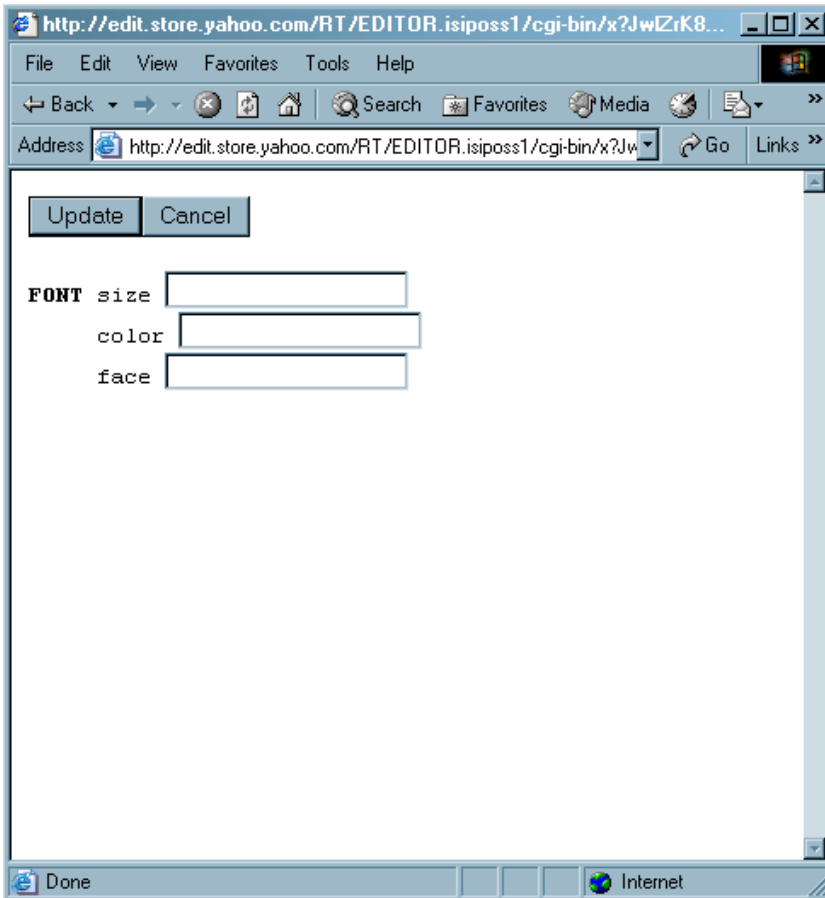 http://edit.store.yahoo.com/RT/EDITOR.isiposs1/cgi-bin/x?JwIZrK8...
File Edit View Favorites Tools Help
Back Search Favorites Media »
Address http://edit.store.yahoo.com/RT/EDITOR.isiposs1/cgi-bin/x?Jw Go Links »
Update Cancel
FONT size
color
face
Done Internet